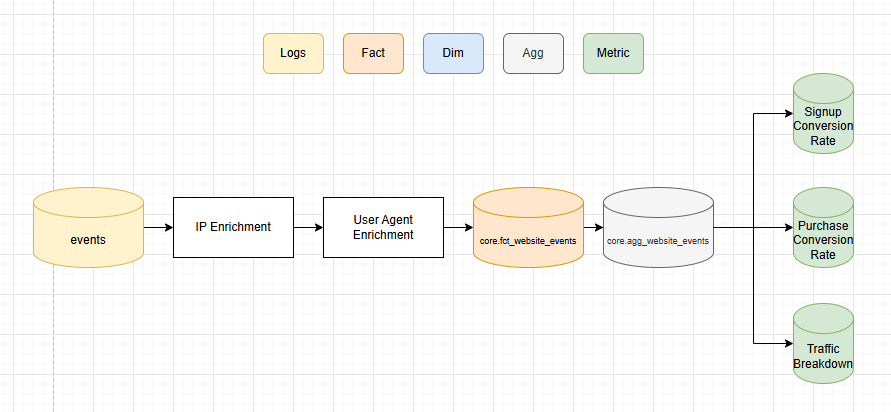 Logs
Fact
Dim
Agg
Metric
events
IP Enrichment
User Agent
Enrichment
core.fct_website_events
core.agg_website_events
Signup
Conversion
Rate
Purchase
Conversion
Rate
Traffic
Breakdown